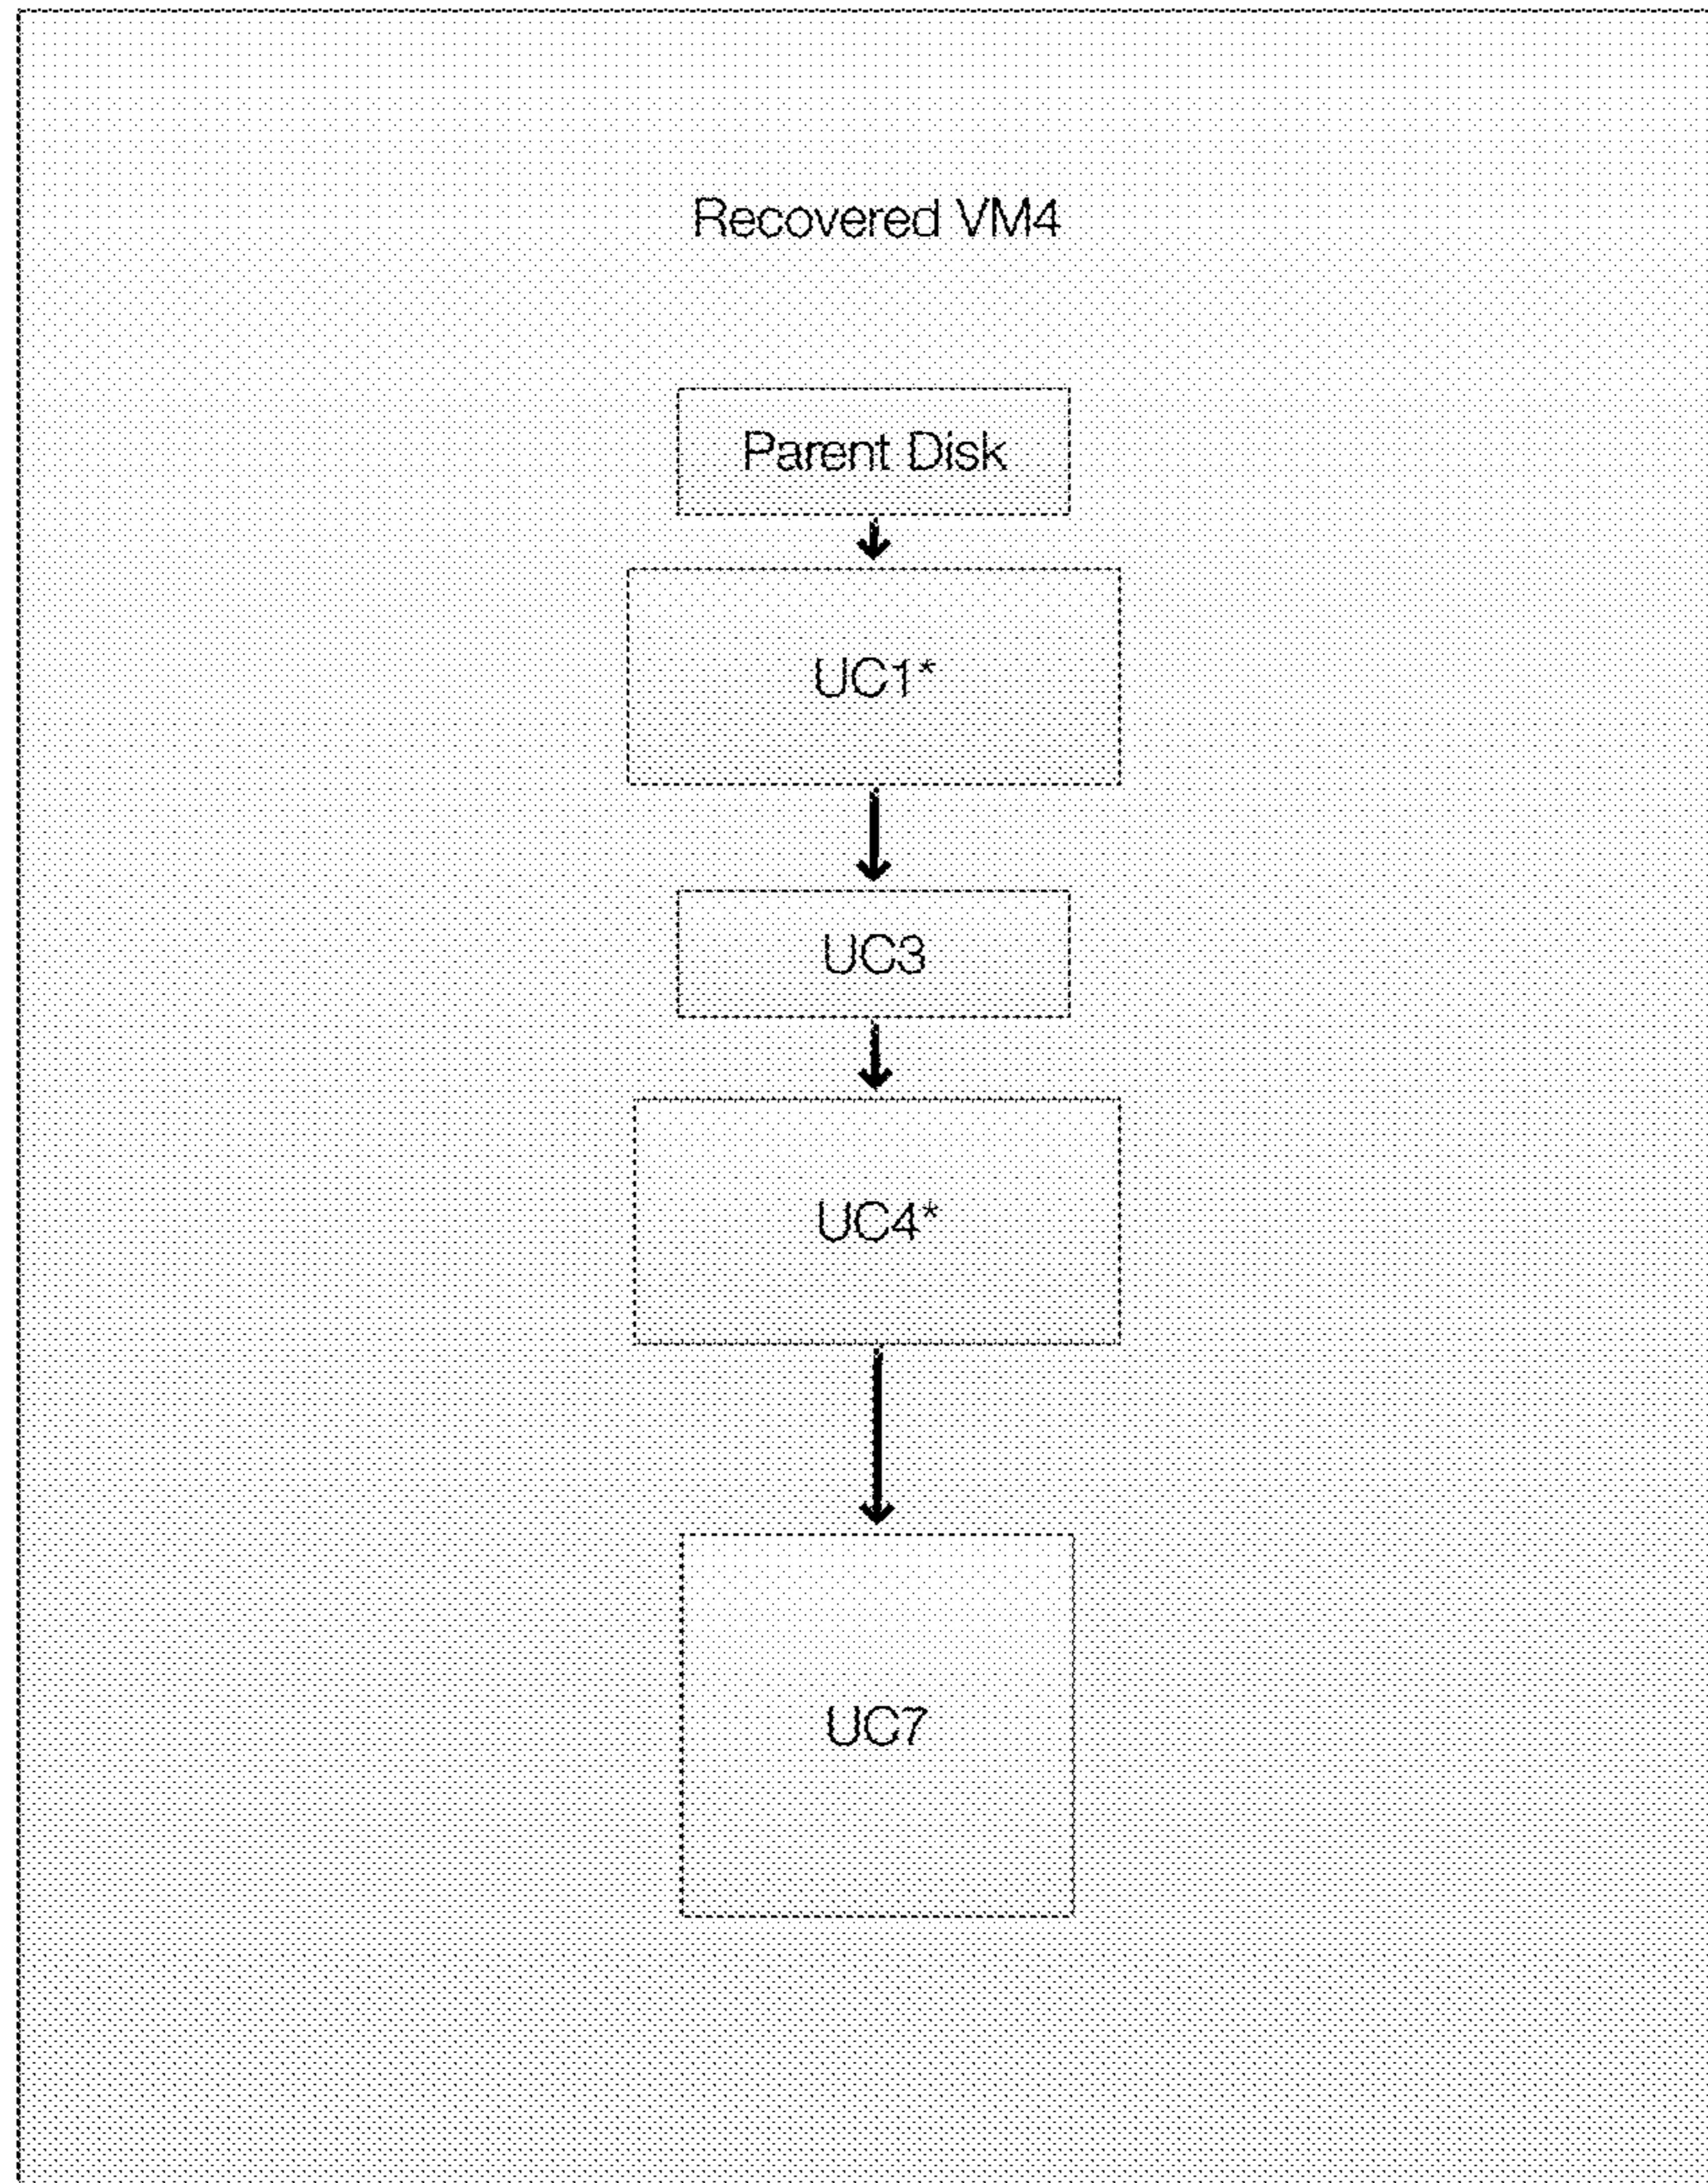 Recovered VM4
Parent Disk
UC1*
UC3
UC4*
UC7